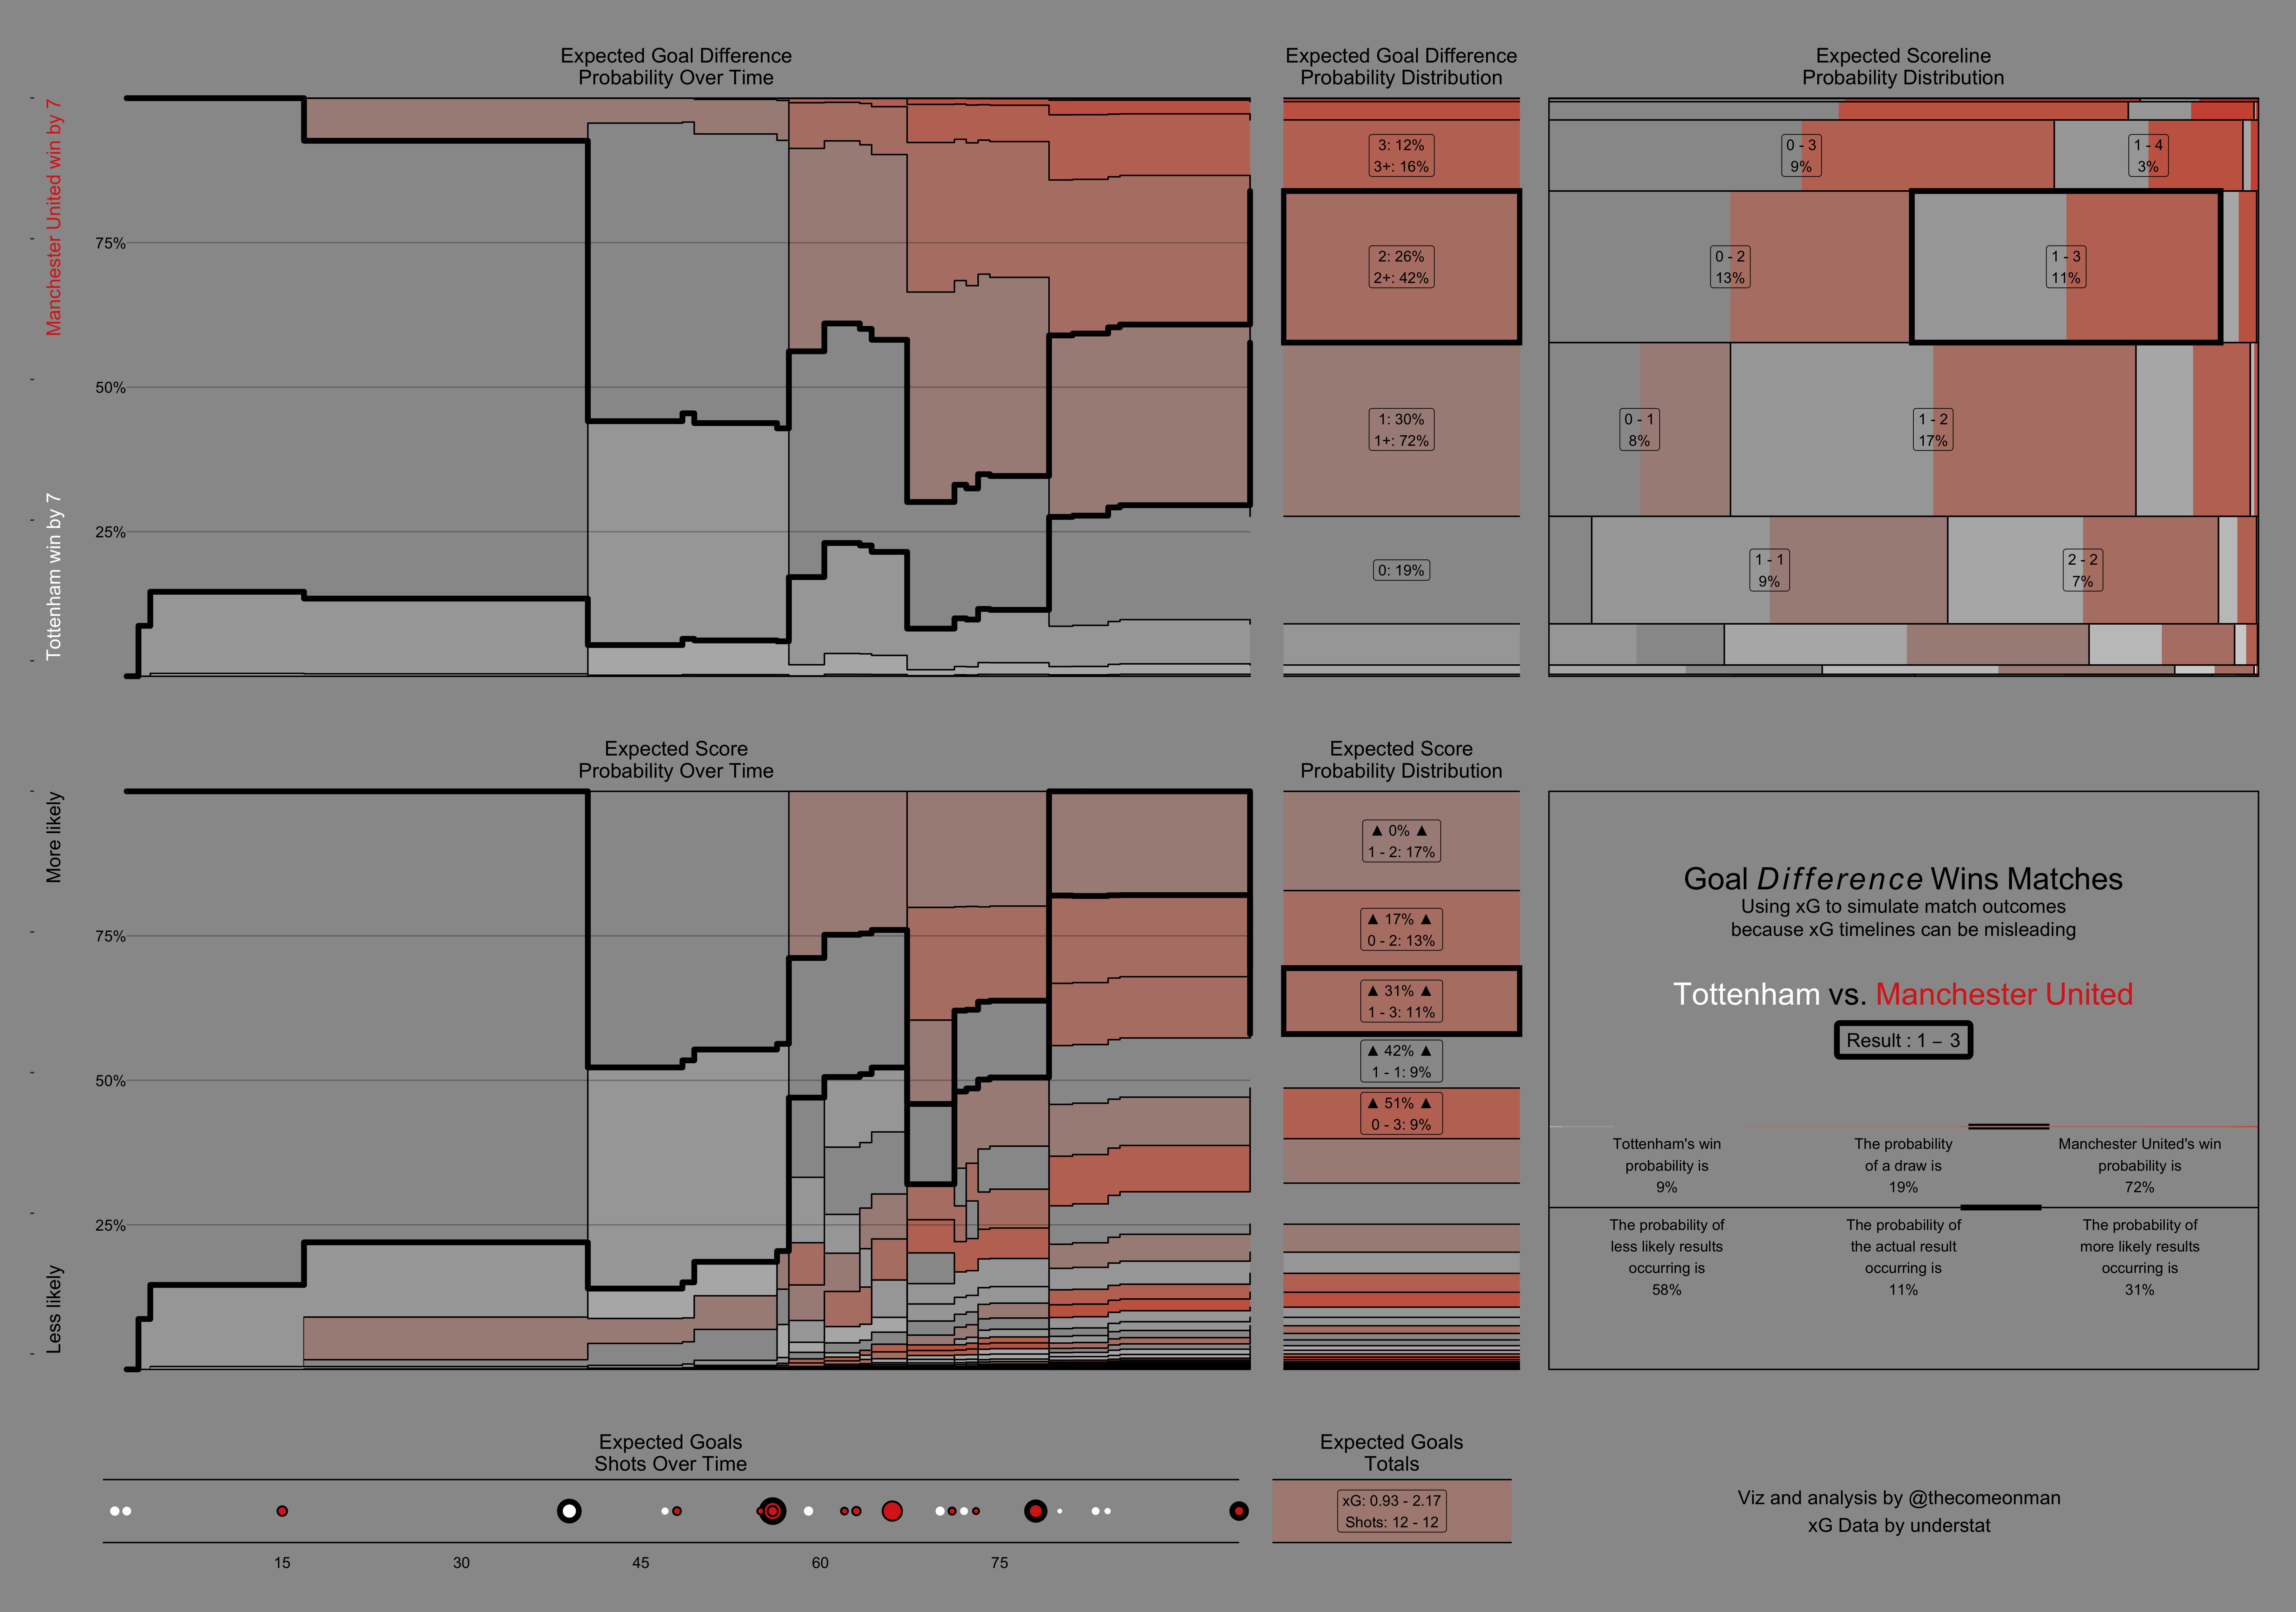 Expected Goal Difference
Probability Over Time
Expected Goal Difference
Probability Distribution
Expected Scoreline
Probability Distribution
Manchester United win by 7
Tottenham win by 7
75%
50%
25%
3: 12%
3+: 16%
2: 26%
2+: 42%
1: 30%
1+: 72%
0: 19%
0 - 3
9%
1 - 4
3%
0 - 2
13%
1 - 3
11%
0 - 1
8%
1 - 2
17%
1 - 1
9%
2 - 2
7%
Expected Score
Probability Over Time
Expected Score
Probability Distribution
More likely
Less likely
75%
50%
25%
▲ 0% ▲
1 - 2: 17%
▲ 17% ▲
0 - 2: 13%
▲ 31% ▲
1 - 3: 11%
▲ 42% ▲
1 - 1: 9%
▲ 51% ▲
0 - 3: 9%
Goal Difference Wins Matches
Using xG to simulate match outcomes
because xG timelines can be misleading
Tottenham vs. Manchester United
Result : 1 – 3
Tottenham's win
probability is
9%
The probability
of a draw is
19%
Manchester United's win
probability is
72%
The probability of
less likely results
occurring is
58%
The probability of
the actual result
occurring is
11%
The probability of
more likely results
occurring is
31%
Expected Goals
Shots Over Time
15
30
45
60
75
Expected Goals
Totals
xG: 0.93 - 2.17
Shots: 12 - 12
Viz and analysis by @thecomeonman
xG Data by understat